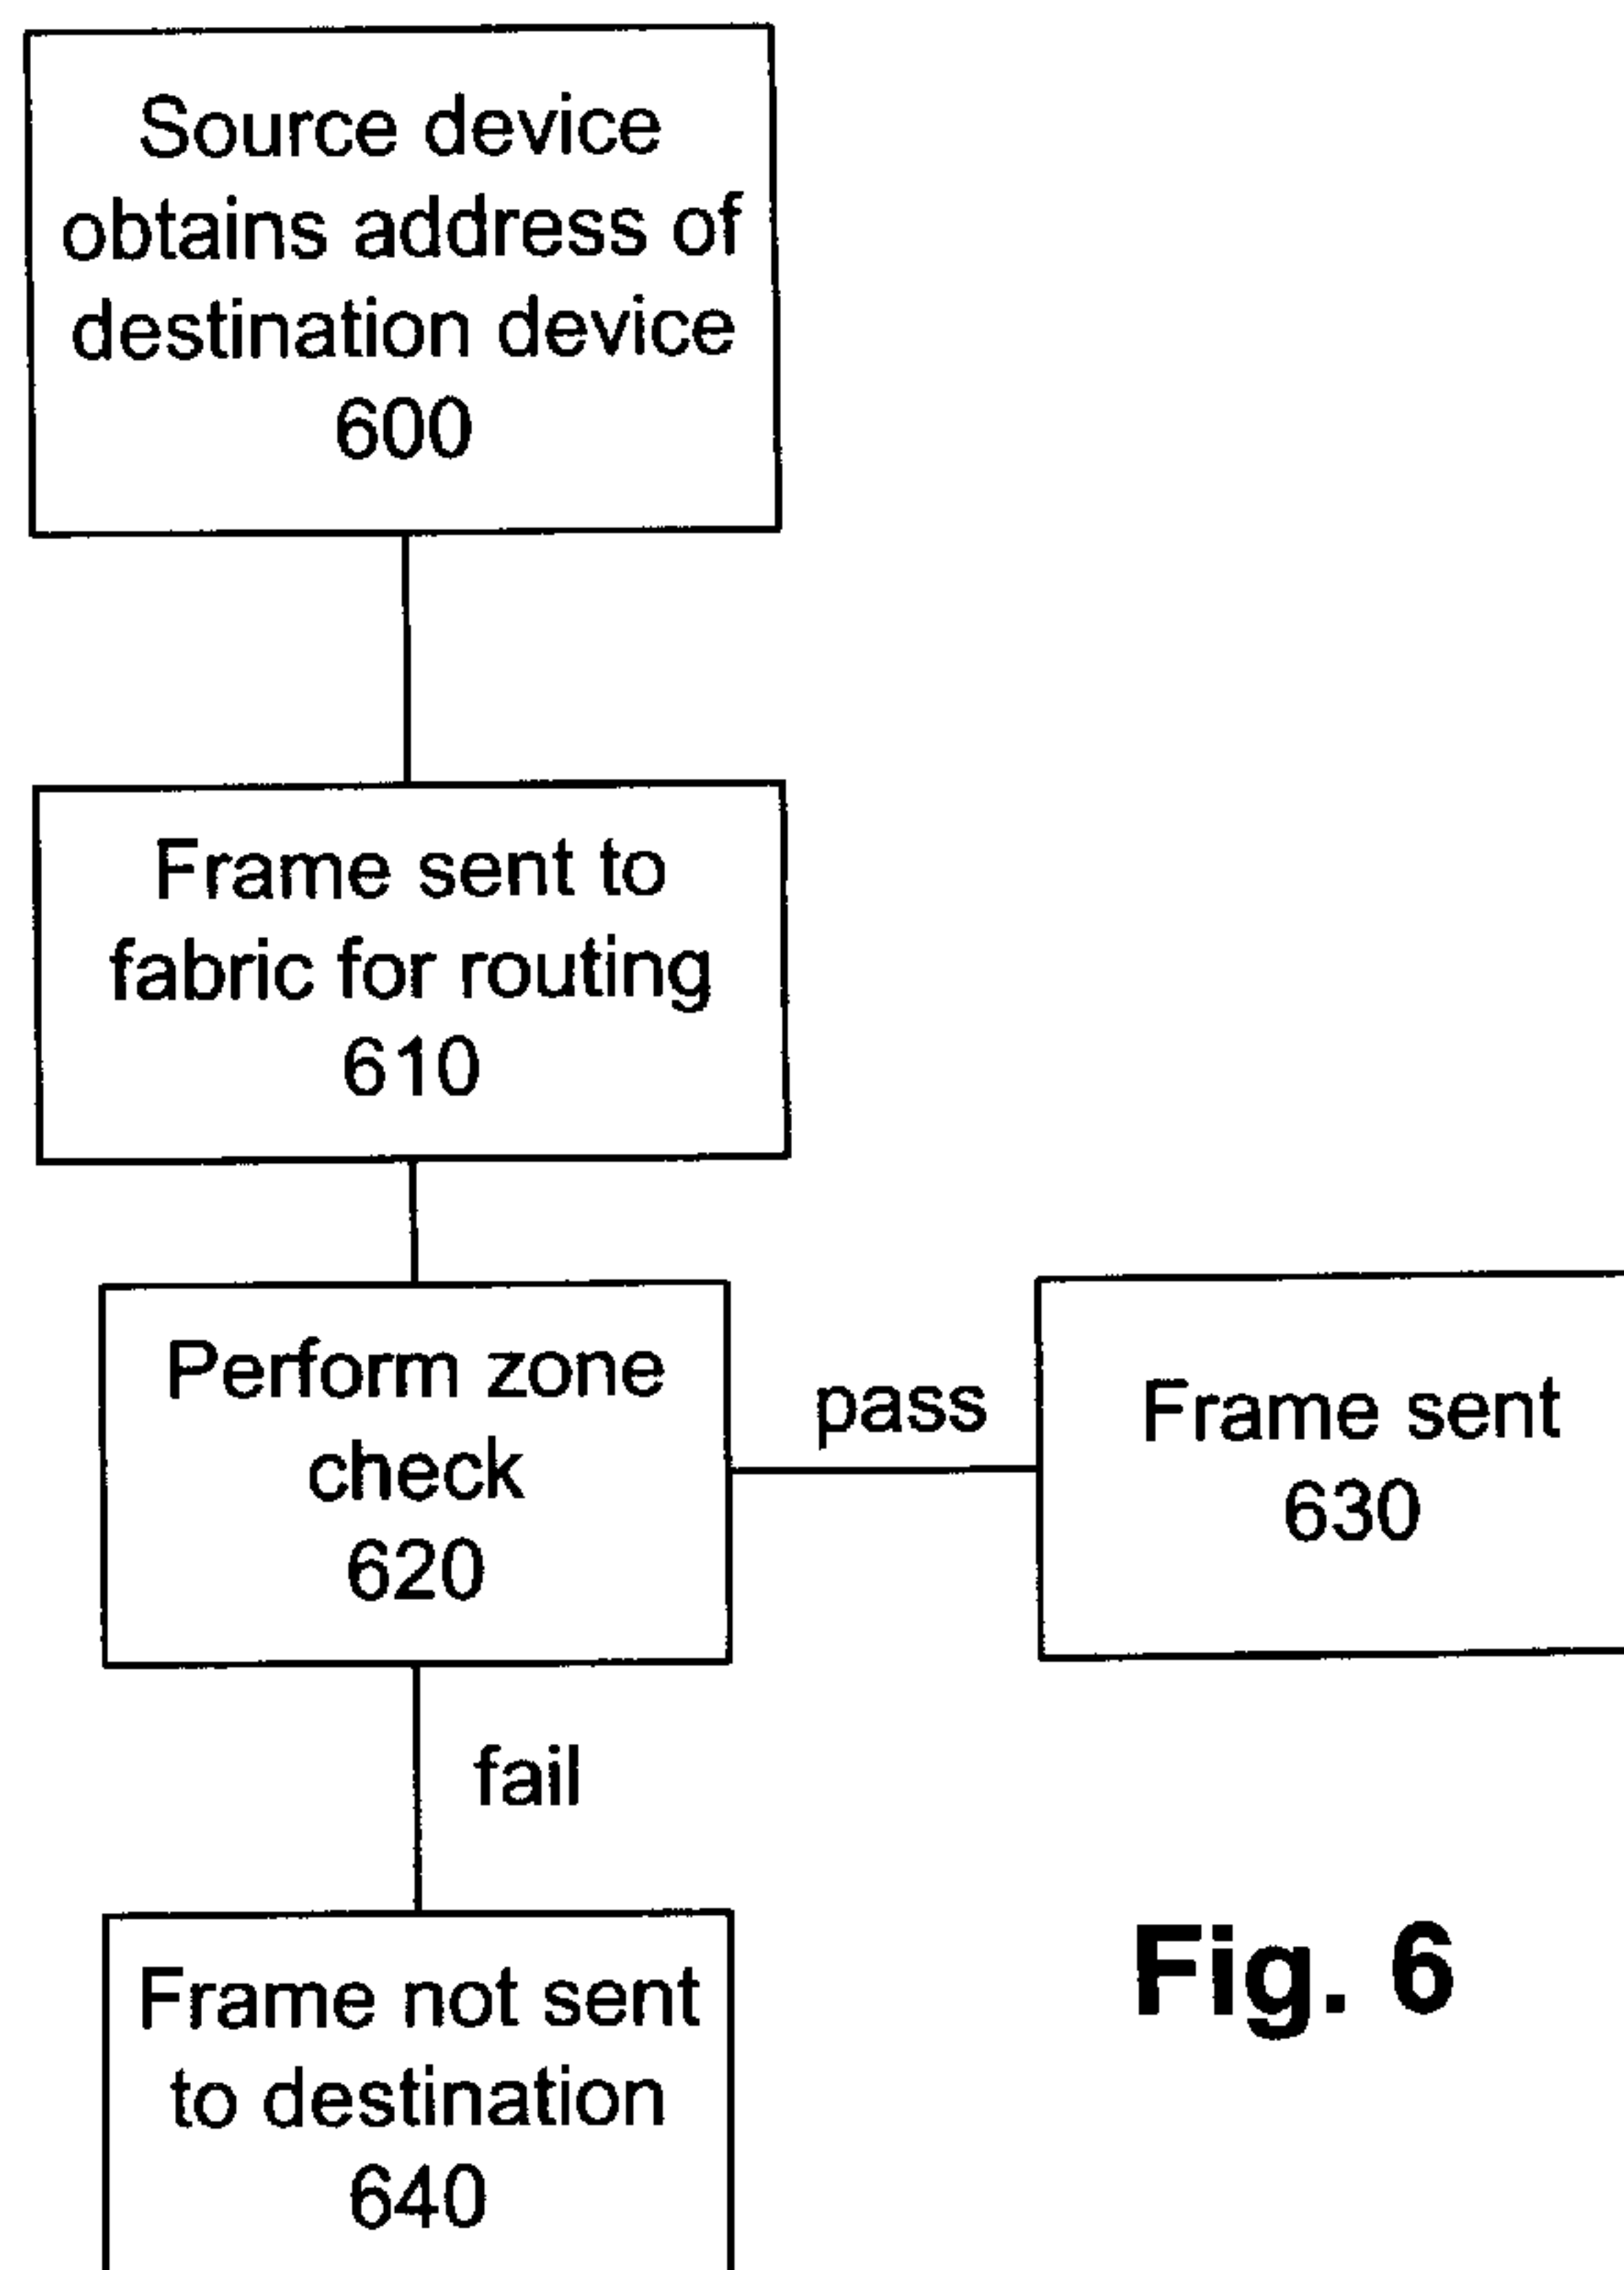 Source device
obtains address of
destination device
600
Frame sent to
fabric for routing
610
Perform zone
check
620
pass
Frame sent
630
fail
Frame not sent
to destination
640
Fig. 6